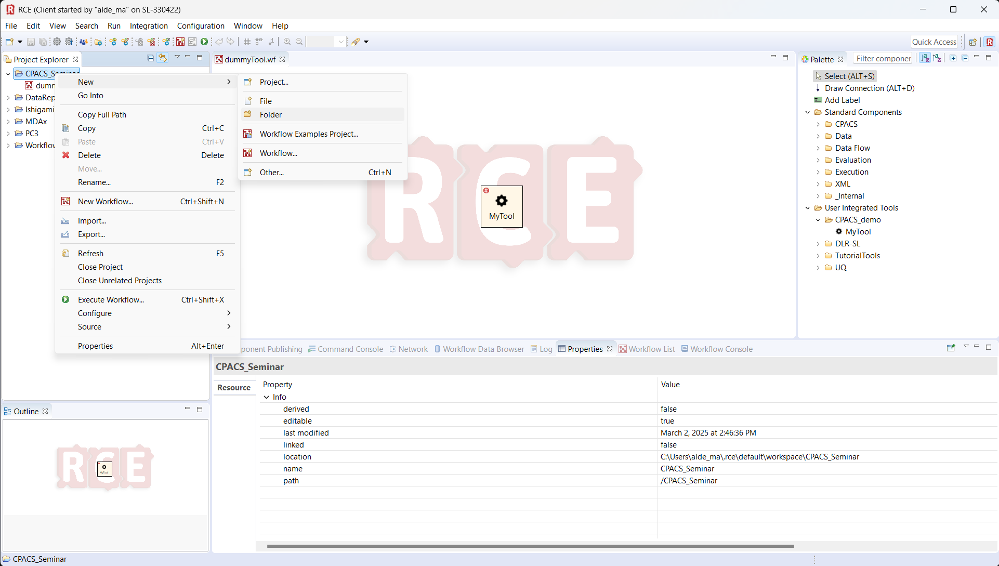 RCE (Client started by "alde_ma" on SL-330422)
File Edit View Search Run Integration Configuration Window Help
Quick Access
Project Explorer
CPACS_Seminar
dumm
DataRep
Ishigami
MDAx
PC3
Workflow
New
Go Into
Copy Full Path
Copy Ctrl+C
Paste Ctrl+V
Delete Delete
Move...
Rename... F2
New Workflow... Ctrl+Shift+N
Import...
Export...
Refresh F5
Close Project
Close Unrelated Projects
Execute Workflow... Ctrl+Shift+X
Configure
Source
Properties Alt+Enter
Project...
File
Folder
Workflow Examples Project...
Workflow...
Other... Ctrl+N
dummyTool.wf
RCE
MyTool
Palette
Filter componer
Select (ALT+S)
Draw Connection (ALT+D)
Add Label
Standard Components
CPACS
Data
Data Flow
Evaluation
Execution
XML
_Internal
User Integrated Tools
CPACS_demo
MyTool
DLR-SL
TutorialTools
UQ
ponent Publishing Command Console Network Workflow Data Browser Log Properties Workflow List Workflow Console
CPACS_Seminar
Resource
Property Value
Info
derived false
editable true
last modified March 2, 2025 at 2:46:36 PM
linked false
location C:\Users\alde_ma\.rce\default\workspace\CPACS_Seminar
name CPACS_Seminar
path /CPACS_Seminar
Outline
RCE
MyTool
CPACS_Seminar